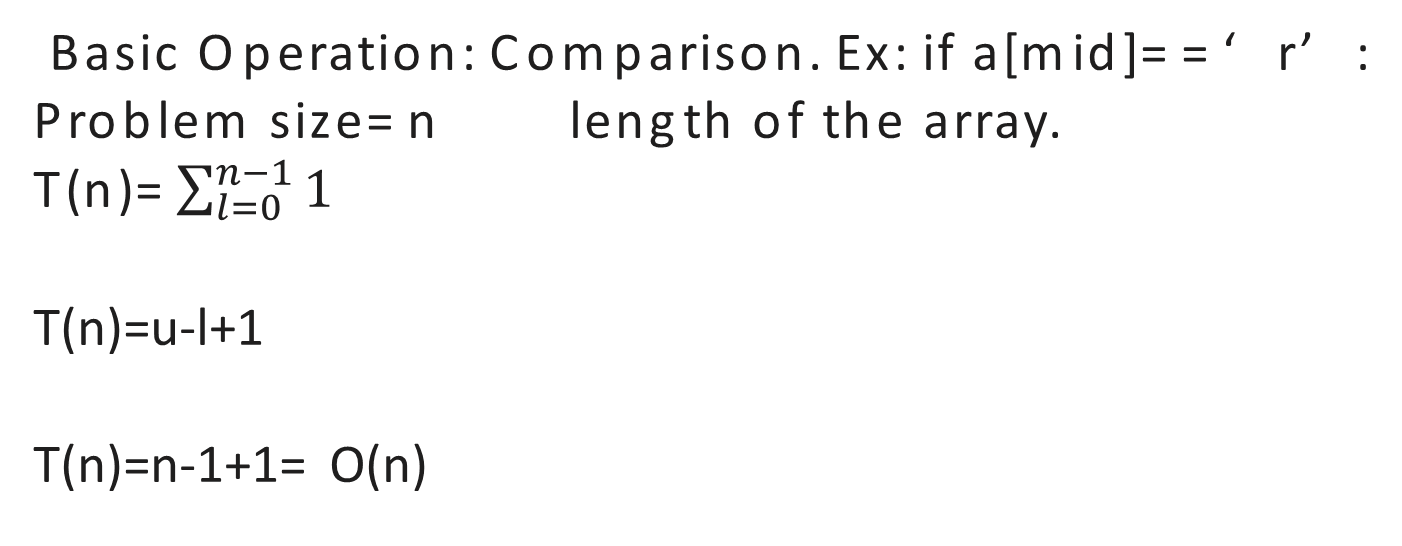 Basic Operation: Comparison. Ex: if a[mid]== ‘ r’ :
Problem size= n length of the array.
T(n)= ∑_{l=0}^{n−1} 1
T(n)=u-l+1
T(n)=n-1+1= O(n)